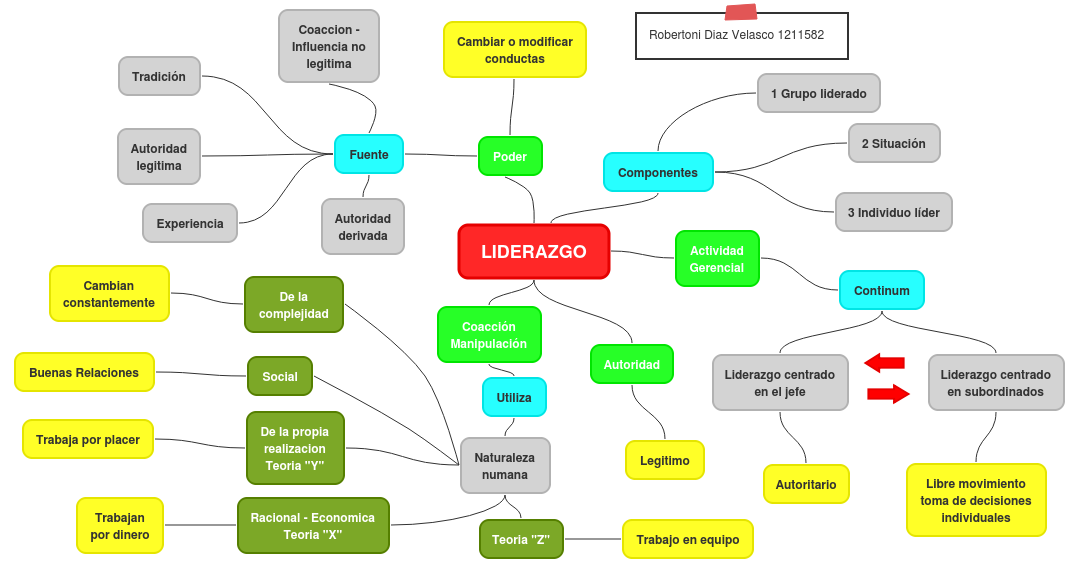 Robertoni Diaz Velasco 1211582
Coaccion -
Influencia no
legitima
Cambiar o modificar
conductas
Tradición
1 Grupo liderado
Autoridad
legitima
Fuente
Poder
2 Situación
Componentes
Experiencia
Autoridad
derivada
3 Individuo líder
LIDERAZGO
Actividad
Gerencial
Continum
Cambian
constantemente
De la
complejidad
Coacción
Manipulación
Autoridad
Liderazgo centrado
en el jefe
Liderazgo centrado
en subordinados
Buenas Relaciones
Social
Utiliza
Trabaja por placer
De la propia
realizacion
Teoria "Y"
Naturaleza
numana
Legitimo
Autoritario
Libre movimiento
toma de decisiones
individuales
Trabajan
por dinero
Racional - Economica
Teoria "X"
Teoria "Z"
Trabajo en equipo